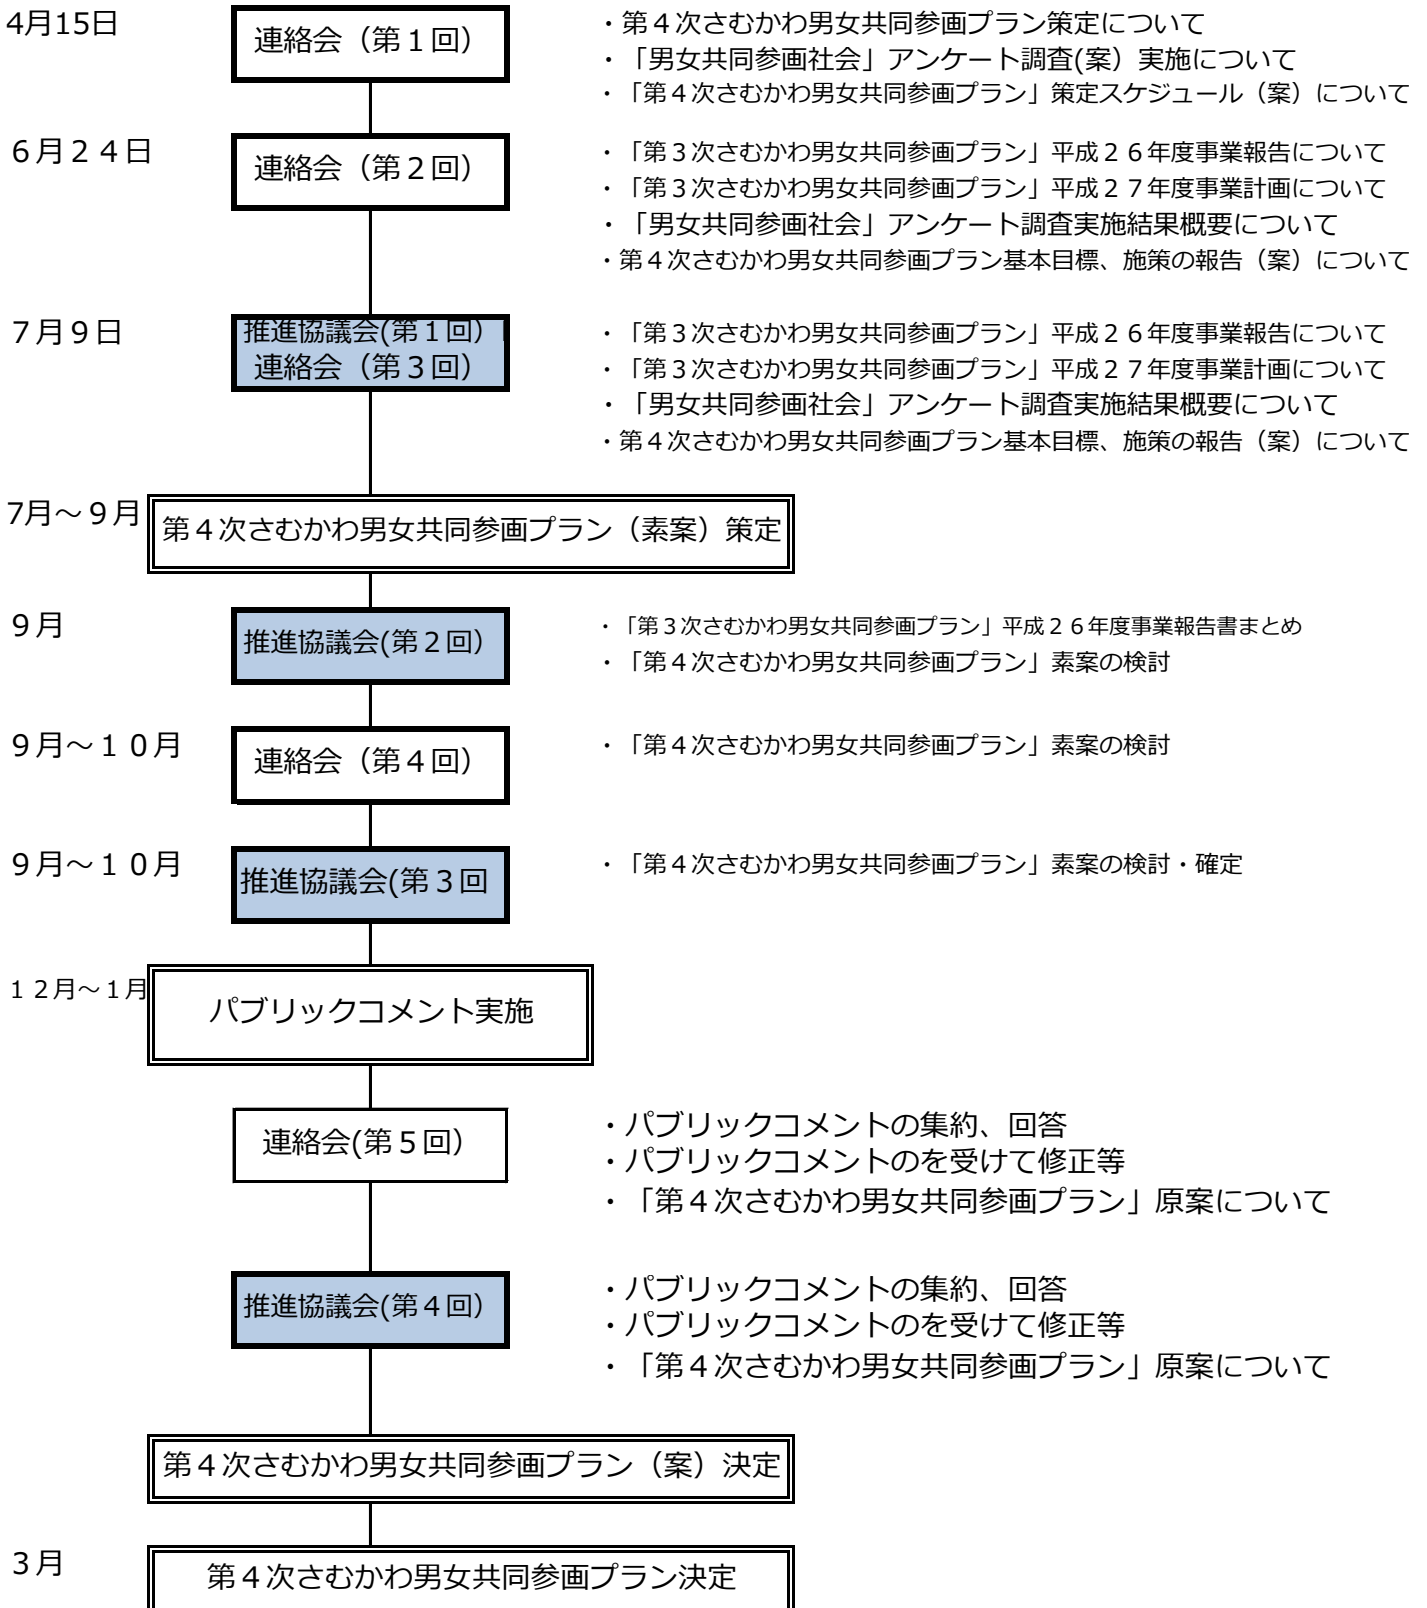 4月15日
連絡会（第１回）
・第４次さむかわ男女共同参画プラン策定について
・「男女共同参画社会」アンケート調査(案）実施について
・「第４次さむかわ男女共同参画プラン」策定スケジュール（案）について
６月２４日
連絡会（第２回）
・「第３次さむかわ男女共同参画プラン」平成２６年度事業報告について
・「第３次さむかわ男女共同参画プラン」平成２７年度事業計画について
・「男女共同参画社会」アンケート調査実施結果概要について
・第４次さむかわ男女共同参画プラン基本目標、施策の報告（案）について
７月９日
推進協議会(第１回）
連絡会（第３回）
・「第３次さむかわ男女共同参画プラン」平成２６年度事業報告について
・「第３次さむかわ男女共同参画プラン」平成２７年度事業計画について
・「男女共同参画社会」アンケート調査実施結果概要について
・第４次さむかわ男女共同参画プラン基本目標、施策の報告（案）について
7月～９月
第４次さむかわ男女共同参画プラン（素案）策定
９月
推進協議会(第２回）
・「第３次さむかわ男女共同参画プラン」平成２６年度事業報告書まとめ
・「第４次さむかわ男女共同参画プラン」素案の検討
９月～１０月
連絡会（第４回）
・「第４次さむかわ男女共同参画プラン」素案の検討
９月～１０月
推進協議会(第３回
・「第４次さむかわ男女共同参画プラン」素案の検討・確定
１２月～１月
パブリックコメント実施
連絡会(第５回）
・パブリックコメントの集約、回答
・パブリックコメントのを受けて修正等
・「第４次さむかわ男女共同参画プラン」原案について
推進協議会(第４回）
・パブリックコメントの集約、回答
・パブリックコメントのを受けて修正等
・「第４次さむかわ男女共同参画プラン」原案について
第４次さむかわ男女共同参画プラン（案）決定
３月
第４次さむかわ男女共同参画プラン決定